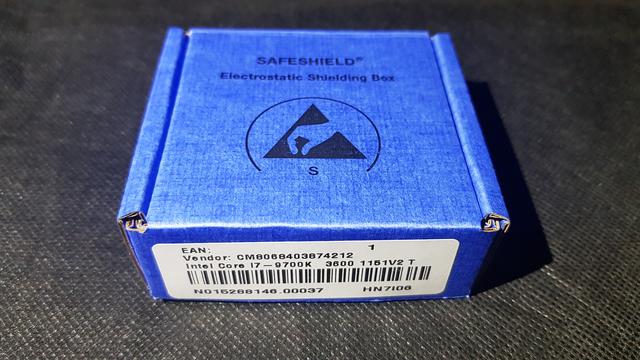 SAFESHIELD®
Electrostatic Shielding Box
S
EAN: 1
Vendor: CM8068403874212
Intel Core I7-9700K 3600 1151V2 T
N015288146.00037 HN7I06